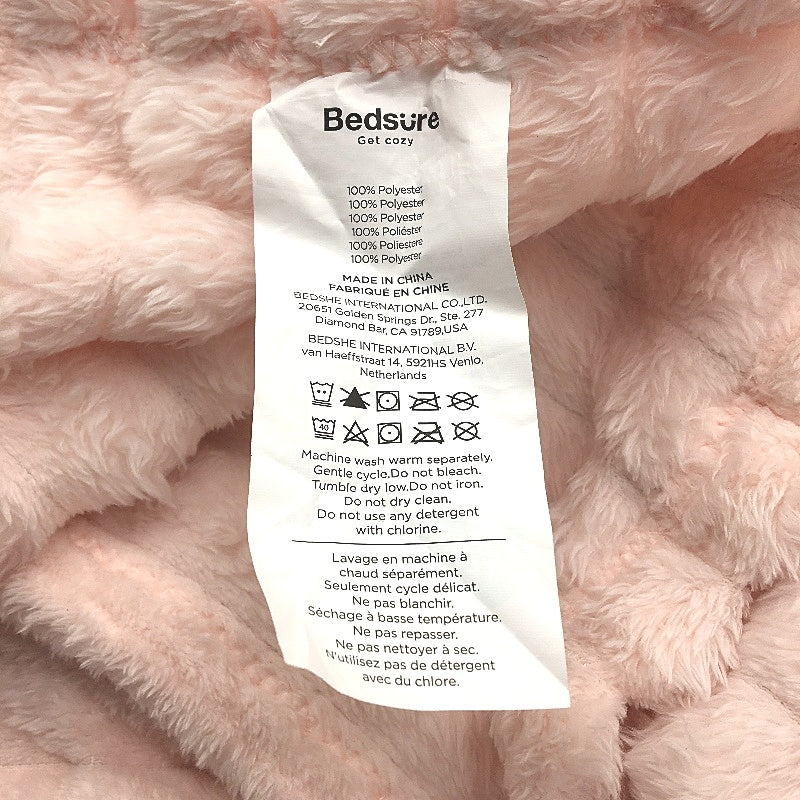 Bedsure
Get cozy
100% Polyester
100% Polyester
100% Polyester
100% Poliéster
100% Poliestere
100% Polyester
MADE IN CHINA
FABRIQUÉ EN CHINE
BEDSHE INTERNATIONAL CO.,LTD.
20651 Golden Springs Dr., Ste. 277
Diamond Bar, CA 91789,USA
BEDSHE INTERNATIONAL B.V.
van Haeffstraat 14, 5921HS Venlo,
Netherlands
40
Machine wash warm separately.
Gentle cycle.Do not bleach.
Tumble dry low.Do not iron.
Do not dry clean.
Do not use any detergent
with chlorine.
Lavage en machine à
chaud séparément.
Seulement cycle délicat.
Ne pas blanchir.
Séchage à basse température.
Ne pas repasser.
Ne pas nettoyer à sec.
N'utilisez pas de détergent
avec du chlore.